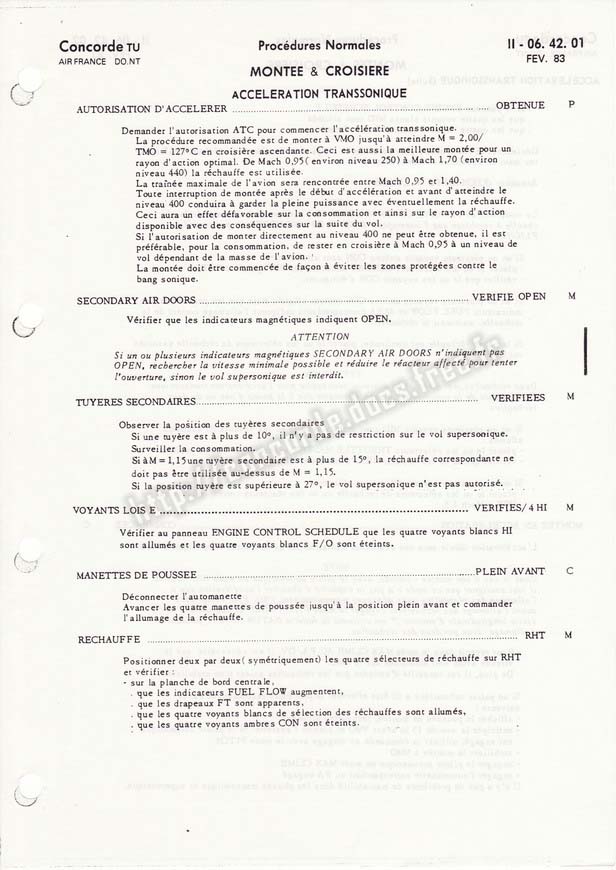 Concorde TU
AIR FRANCE DO.NT
Procédures Normales
MONTEE & CROISIERE
ACCELERATION TRANSSONIQUE
II - 06. 42. 01
FEV. 83
AUTORISATION D'ACCELERER ........ OBTENUE P
Demander l'autorisation ATC pour commencer l'accélération transsonique.
La procédure recommandée est de monter à VMO jusqu'à atteindre M = 2,00/
TMO = 127°C en croisière ascendante. Ceci est aussi la meilleure montée pour un
rayon d'action optimal. De Mach 0,95 (environ niveau 250) à Mach 1,70 (environ
niveau 440) la réchauffe est utilisée.
La traînée maximale de l'avion sera rencontrée entre Mach 0,95 et 1,40.
Toute interruption de montée après le début d'accélération et avant d'atteindre le
niveau 400 conduira à garder la pleine puissance avec éventuellement la réchauffe.
Ceci aura un effet défavorable sur la consommation et ainsi sur le rayon d'action
disponible avec des conséquences sur la suite du vol.
Si l'autorisation de monter directement au niveau 400 ne peut être obtenue, il est
préférable, pour la consommation, de rester en croisière à Mach 0,95 à un niveau de
vol dépendant de la masse de l'avion.
La montée doit être commencée de façon à éviter les zones protégées contre le
bang sonique.
SECONDARY AIR DOORS ........ VERIFIE OPEN M
Vérifier que les indicateurs magnétiques indiquent OPEN.
ATTENTION
Si un ou plusieurs indicateurs magnétiques SECONDARY AIR DOORS n'indiquent pas
OPEN, rechercher la vitesse minimale possible et réduire le réacteur affecté pour tenter
l'ouverture, sinon le vol supersonique est interdit.
TUYERES SECONDAIRES ........ VERIFIEES M
Observer la position des tuyères secondaires
Si une tuyère est à plus de 10°, il n'y a pas de restriction sur le vol supersonique.
Surveiller la consommation.
Si à M = 1,15 une tuyère secondaire est à plus de 15°, la réchauffe correspondante ne
doit pas être utilisée au-dessus de M = 1,15.
Si la position tuyère est supérieure à 27°, le vol supersonique n'est pas autorisé.
VOYANTS LOIS E ........ VERIFIES/ 4 HI M
Vérifier au panneau ENGINE CONTROL SCHEDULE que les quatre voyants blancs HI
sont allumés et les quatre voyants blancs F/O sont éteints.
MANETTES DE POUSSEE ........ PLEIN AVANT C
Déconnecter l'automanette
Avancer les quatre manettes de poussée jusqu'à la position plein avant et commander
l'allumage de la réchauffe.
RECHAUFFE ........ RHT M
Positionner deux par deux (symétriquement) les quatre sélecteurs de réchauffe sur RHT
et vérifier :
- sur la planche de bord centrale,
. que les indicateurs FUEL FLOW augmentent,
. que les drapeaux FT sont apparents,
. que les quatre voyants blancs de sélection des réchauffes sont allumés,
. que les quatre voyants ambres CON sont éteints.